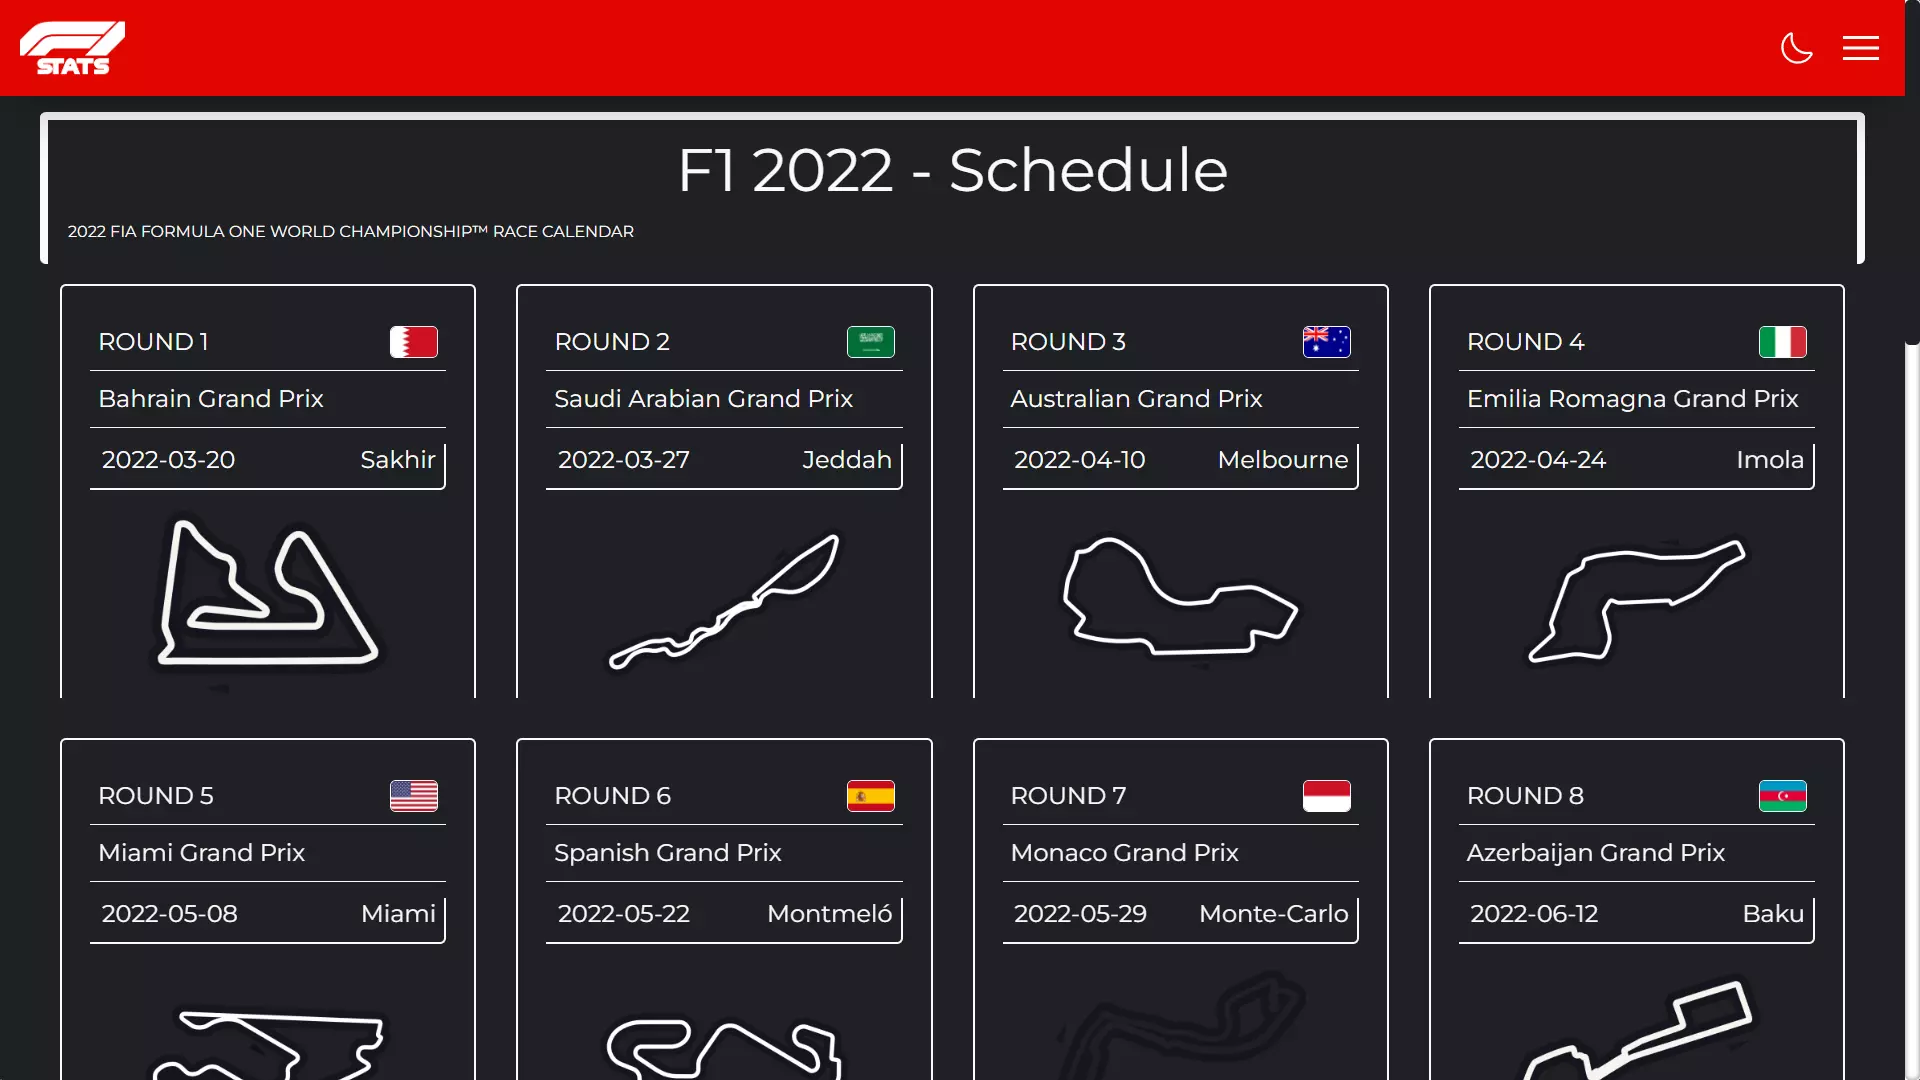 F1
STATS
F1 2022 - Schedule
2022 FIA FORMULA ONE WORLD CHAMPIONSHIP™ RACE CALENDAR
ROUND 1
Bahrain Grand Prix
2022-03-20 Sakhir
ROUND 2
Saudi Arabian Grand Prix
2022-03-27 Jeddah
ROUND 3
Australian Grand Prix
2022-04-10 Melbourne
ROUND 4
Emilia Romagna Grand Prix
2022-04-24 Imola
ROUND 5
Miami Grand Prix
2022-05-08 Miami
ROUND 6
Spanish Grand Prix
2022-05-22 Montmeló
ROUND 7
Monaco Grand Prix
2022-05-29 Monte-Carlo
ROUND 8
Azerbaijan Grand Prix
2022-06-12 Baku